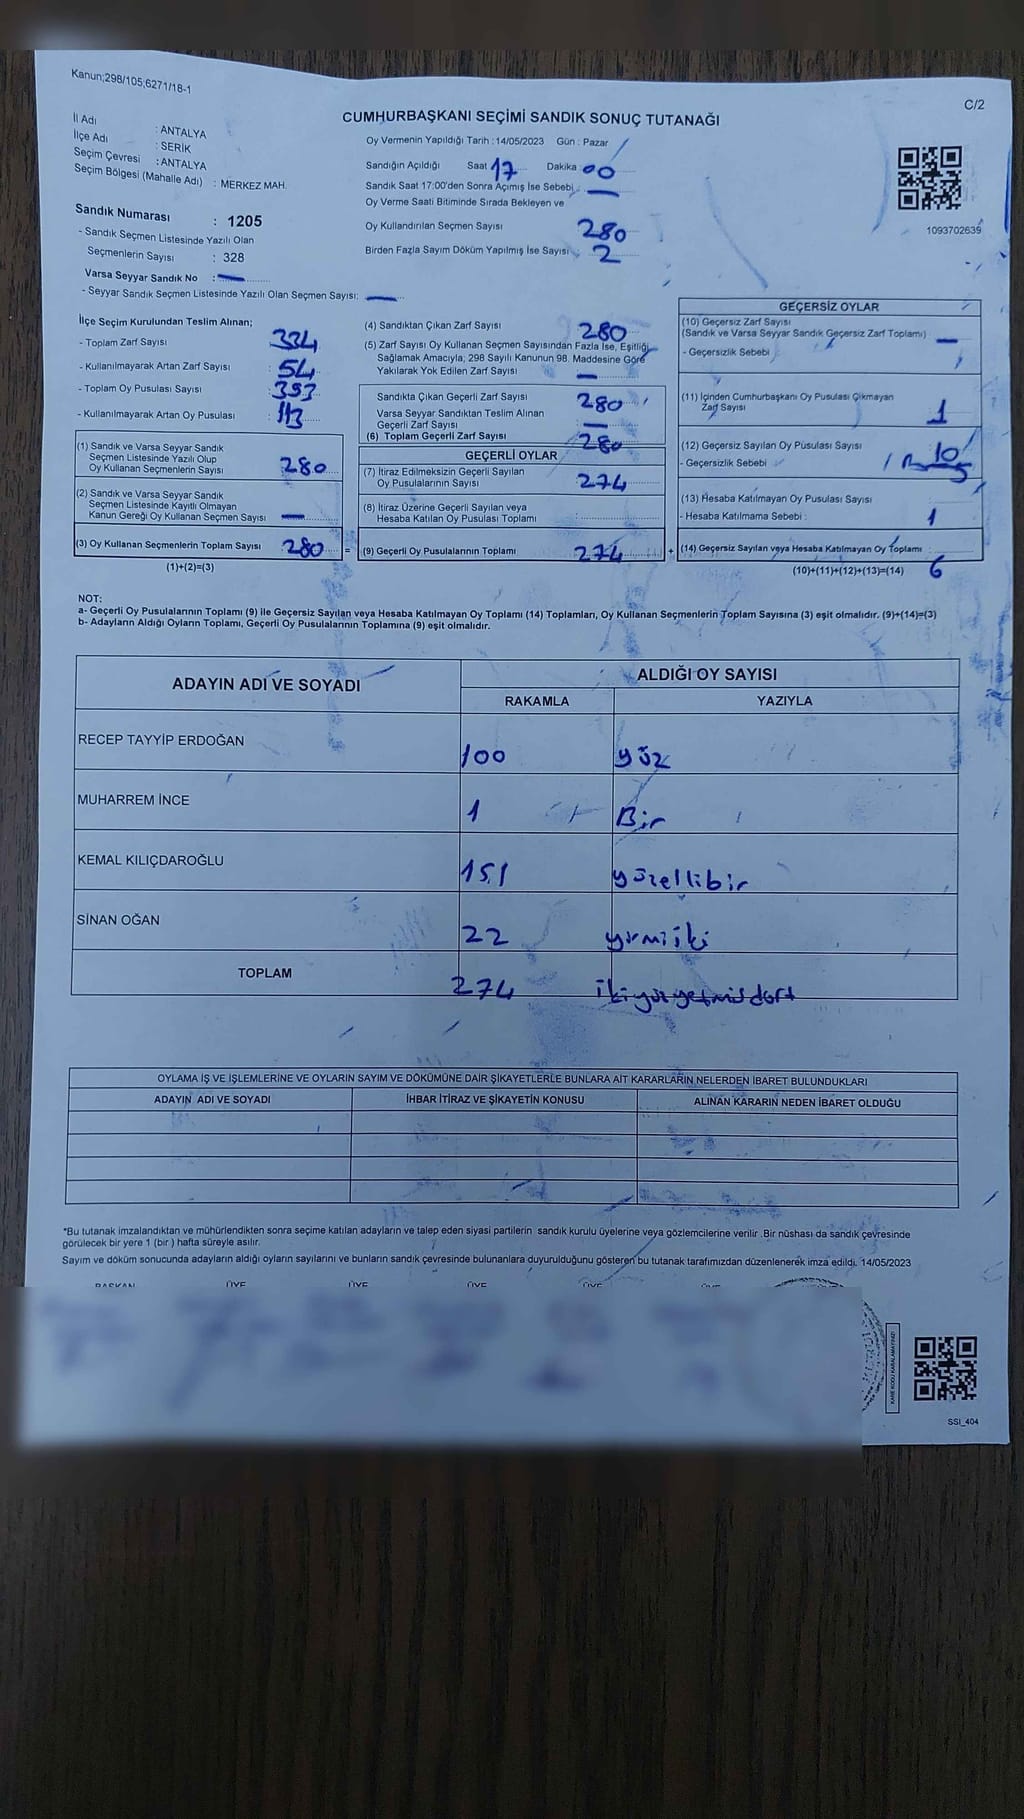 Kanun;298/105;6271/18-1
C/2
CUMHURBAŞKANI SEÇİMİ SANDIK SONUÇ TUTANAĞI
İl Adı : ANTALYA
İlçe Adı : SERİK
Seçim Çevresi : ANTALYA
Seçim Bölgesi (Mahalle Adı) : MERKEZ MAH.
Sandık Numarası : 1205
- Sandık Seçmen Listesinde Yazılı Olan
Seçmenlerin Sayısı : 328
Varsa Seyyar Sandık No :
- Seyyar Sandık Seçmen Listesinde Yazılı Olan Seçmen Sayısı:
Oy Vermenin Yapıldığı Tarih : 14/05/2023 Gün : Pazar
Sandığın Açıldığı Saat 17 Dakika 00
Sandık Saat 17:00'den Sonra Açımış İse Sebebi
Oy Verme Saati Bitiminde Sırada Bekleyen ve
Oy Kullandırılan Seçmen Sayısı 280
Birden Fazla Sayım Döküm Yapılmış İse Sayısı : 2
1093702639
İlçe Seçim Kurulundan Teslim Alınan;
- Toplam Zarf Sayısı 334
- Kullanılmayarak Artan Zarf Sayısı : 54
- Toplam Oy Pusulası Sayısı : 393
- Kullanılmayarak Artan Oy Pusulası : 113
(1) Sandık ve Varsa Seyyar Sandık
Seçmen Listesinde Yazılı Olup
Oy Kullanan Seçmenlerin Sayısı 280
(2) Sandık ve Varsa Seyyar Sandık
Seçmen Listesinde Kayıtlı Olmayan
Kanun Gereği Oy Kullanan Seçmen Sayısı
(3) Oy Kullanan Seçmenlerin Toplam Sayısı 280 =
(1)+(2)=(3)
(4) Sandıktan Çıkan Zarf Sayısı 280
(5) Zarf Sayısı Oy Kullanan Seçmen Sayısından Fazla İse, Eşitliği
Sağlamak Amacıyla; 298 Sayılı Kanunun 98. Maddesine Göre
Yakılarak Yok Edilen Zarf Sayısı
Sandıkta Çıkan Geçerli Zarf Sayısı 280
Varsa Seyyar Sandıktan Teslim Alınan
Geçerli Zarf Sayısı
(6) Toplam Geçerli Zarf Sayısı 280
GEÇERLİ OYLAR
(7) İtiraz Edilmeksizin Geçerli Sayılan
Oy Pusulalarının Sayısı : 274
(8) İtiraz Üzerine Geçerli Sayılan veya
Hesaba Katılan Oy Pusulası Toplamı :
(9) Geçerli Oy Pusulalarının Toplamı 274 +
GEÇERSİZ OYLAR
(10) Geçersiz Zarf Sayısı
(Sandık ve Varsa Seyyar Sandık Geçersiz Zarf Toplamı)
- Geçersizlik Sebebi
(11) İçinden Cumhurbaşkanı Oy Pusulası Çıkmayan
Zarf Sayısı 1
(12) Geçersiz Sayılan Oy Pusulası Sayısı
- Geçersizlik Sebebi
(13) Hesaba Katılmayan Oy Pusulası Sayısı
- Hesaba Katılmama Sebebi : 1
(14) Geçersiz Sayılan veya Hesaba Katılmayan Oy Toplamı :
(10)+(11)+(12)+(13)=(14) 6
NOT:
a- Geçerli Oy Pusulalarının Toplamı (9) ile Geçersiz Sayılan veya Hesaba Katılmayan Oy Toplamı (14) Toplamları, Oy Kullanan Seçmenlerin Toplam Sayısına (3) eşit olmalıdır. (9)+(14)=(3)
b- Adayların Aldığı Oyların Toplamı, Geçerli Oy Pusulalarının Toplamına (9) eşit olmalıdır.
ADAYIN ADI VE SOYADI ALDIĞI OY SAYISI
RAKAMLA YAZIYLA
RECEP TAYYİP ERDOĞAN 100 yüz
MUHARREM İNCE 1 Bir
KEMAL KILIÇDAROĞLU 151 yüzellibir
SİNAN OĞAN 22 yirmiiki
TOPLAM 274 ikiyüzyetmişdört
OYLAMA İŞ VE İŞLEMLERİNE VE OYLARIN SAYIM VE DÖKÜMÜNE DAİR ŞİKAYETLERLE BUNLARA AİT KARARLARIN NELERDEN İBARET BULUNDUKLARI
ADAYIN ADI VE SOYADI İHBAR İTİRAZ VE ŞİKAYETİN KONUSU ALINAN KARARIN NEDEN İBARET OLDUĞU
*Bu tutanak imzalandıktan ve mühürlendikten sonra seçime katılan adayların ve talep eden siyasi partilerin sandık kurulu üyelerine veya gözlemcilerine verilir .Bir nüshası da sandık çevresinde
görülecek bir yere 1 (bir ) hafta süreyle asılır.
Sayım ve döküm sonucunda adayların aldığı oyların sayılarını ve bunların sandık çevresinde bulunanlara duyurulduğunu gösteren bu tutanak tarafımızdan düzenlenerek imza edildi. 14/05/2023
BAŞKAN ÜYE ÜYE ÜYE ÜYE ÜYE
KARE KODU KARALAMAYINIZ!
SSI_404